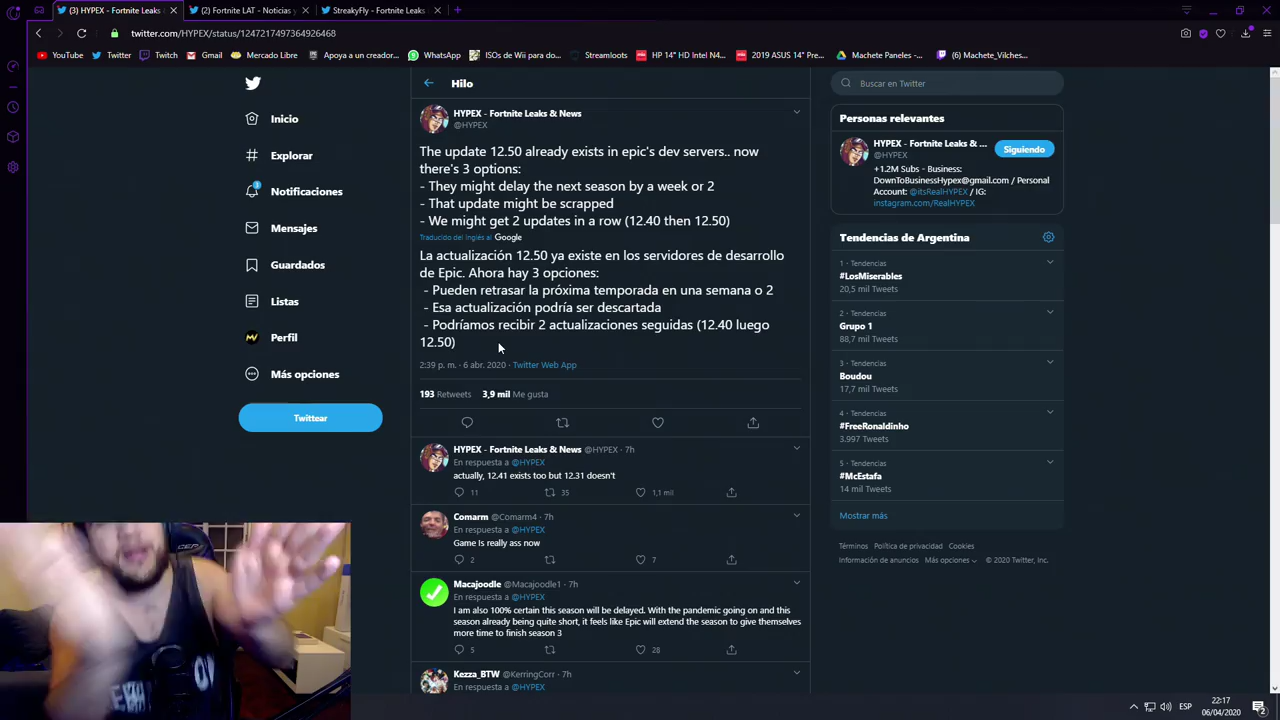 (3) HYPEX - Fortnite Leaks &
(2) Fortnite LAT - Noticias y
StreakyFly - Fortnite Leaks
twitter.com/HYPEX/status/1247217497364926468
YouTube
Twitter
Twitch
Gmail
Mercado Libre
Apoya a un creador...
WhatsApp
ISOs de Wii para do...
Streamloots
HP 14" HD Intel N4...
2019 ASUS 14" Pre...
Machete Paneles -...
(6) Machete_Vilches...
Inicio
Explorar
Notificaciones
Mensajes
Guardados
Listas
Perfil
Más opciones
Twittear
Hilo
HYPEX - Fortnite Leaks & News
@HYPEX
The update 12.50 already exists in epic's dev servers.. now
there's 3 options:
- They might delay the next season by a week or 2
- That update might be scrapped
- We might get 2 updates in a row (12.40 then 12.50)
Traducido del inglés al Google
La actualización 12.50 ya existe en los servidores de desarrollo
de Epic. Ahora hay 3 opciones:
- Pueden retrasar la próxima temporada en una semana o 2
- Esa actualización podría ser descartada
- Podríamos recibir 2 actualizaciones seguidas (12.40 luego
12.50)
2:39 p. m. · 6 abr. 2020 · Twitter Web App
193 Retweets 3,9 mil Me gusta
HYPEX - Fortnite Leaks & News @HYPEX · 7h
En respuesta a @HYPEX
actually, 12.41 exists too but 12.31 doesn't
11 35 1,1 mil
Comarm @Comarm4 · 7h
En respuesta a @HYPEX
Game Is really ass now
2 7
Macajoodle @Macajoodle1 · 7h
En respuesta a @HYPEX
I am also 100% certain this season will be delayed. With the pandemic going on and this
season already being quite short, it feels like Epic will extend the season to give themselves
more time to finish season 3
5 28
Kezza_BTW @KerringCorr · 7h
En respuesta a @HYPEX
Buscar en Twitter
Personas relevantes
HYPEX - Fortnite Leaks & ...
@HYPEX
Siguiendo
+1.2M Subs - Business:
DownToBusinessHypex@gmail.com / Personal
Account: @itsRealHYPEX / IG:
instagram.com/RealHYPEX
Tendencias de Argentina
1 · Tendencias
#LosMiserables
20,5 mil Tweets
2 · Tendencias
Grupo 1
88,7 mil Tweets
3 · Tendencias
Boudou
17,7 mil Tweets
4 · Tendencias
#FreeRonaldinho
3.997 Tweets
5 · Tendencias
#McEstafa
14 mil Tweets
Mostrar más
Términos Política de privacidad Cookies
Información de anuncios Más opciones © 2020 Twitter, Inc.
ESP
22:17
06/04/2020
2